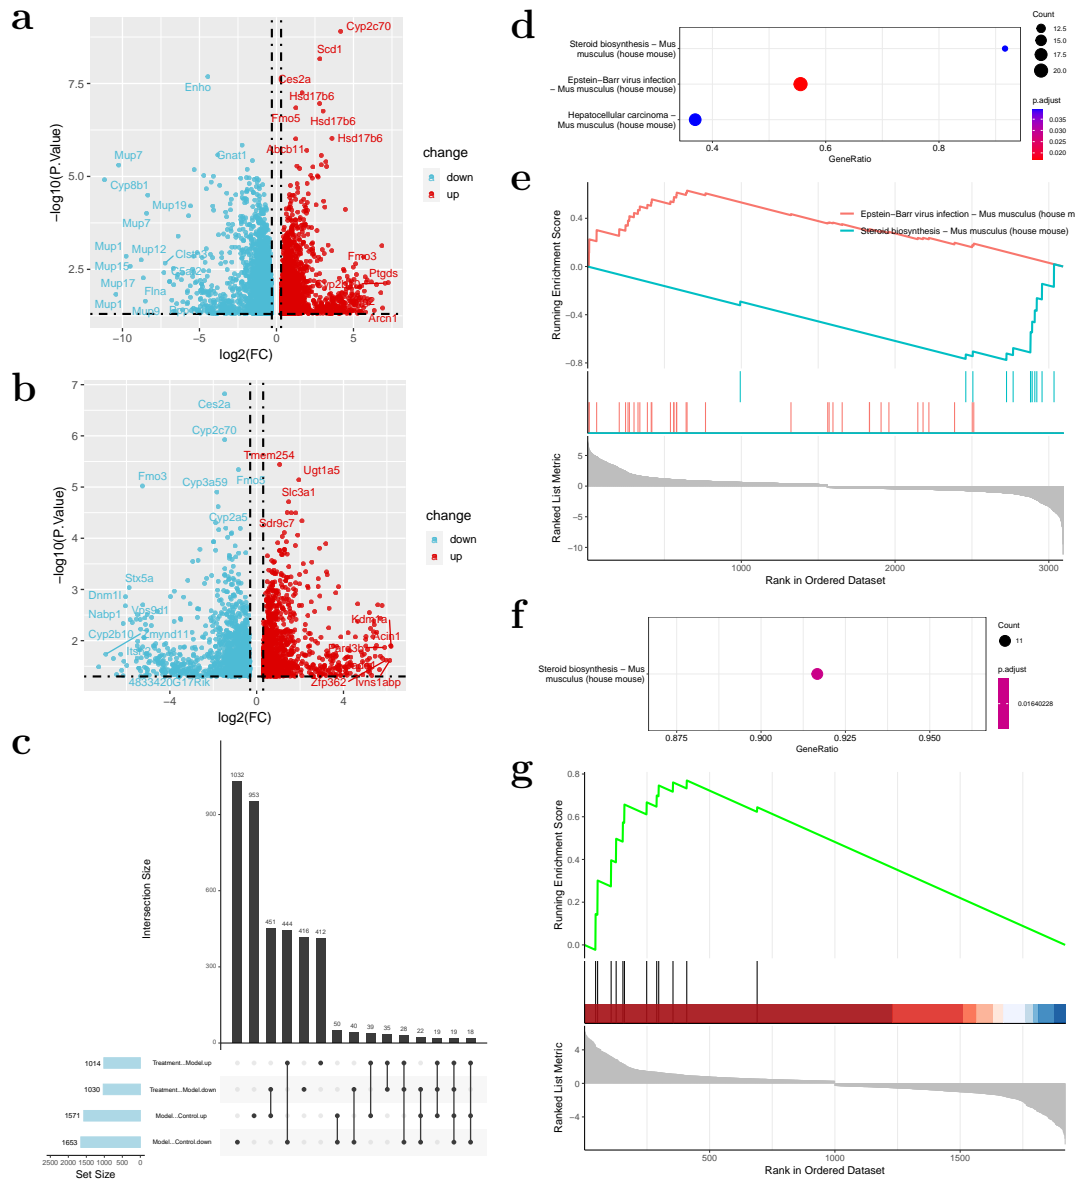 a
Cyp2c70
Scd1
Ces2a
Enho
Hsd17b6
Fmo5
Hsd17b6
Hsd17b6
Abcb11
Mup7
Gnat1
Cyp8b1
Mup19
Mup7
Mup1
Mup12
Mup15
Fmo3
Ptgds
Mup17
Flna
Mup1
Mup9
Arcn1
7.5
5.0
2.5
−10
−5
0
5
log2(FC)
−log10(P.Value)
change
down
up
b
Ces2a
Cyp2c70
Tmem254
Fmo3
Cyp3a59
Fmo5
Ugt1a5
Slc3a1
Cyp2a5
Sdr9c7
Stx5a
Dnm1l
Nabp1
Vps9d1
Cyp2b10
Zmynd11
Kdm7a
Acin1
4833420G17Rik
Zfp362
Ivns1abp
7
6
5
4
3
2
−4
0
4
log2(FC)
−log10(P.Value)
change
down
up
c
1032
953
451
444
416
412
50
40
39
35
28
22
19
19
18
900
600
300
0
Intersection Size
1014
Treatment...Model.up
1030
Treatment...Model.down
1571
Model...Control.up
1653
Model...Control.down
2500 2000 1500 1000 500 0
Set Size
d
Steroid biosynthesis − Mus
musculus (house mouse)
Epstein−Barr virus infection
− Mus musculus (house mouse)
Hepatocellular carcinoma −
Mus musculus (house mouse)
0.4
0.6
0.8
GeneRatio
Count
12.5
15.0
17.5
20.0
p.adjust
0.035
0.030
0.025
0.020
e
Epstein−Barr virus infection − Mus musculus (house m
Steroid biosynthesis − Mus musculus (house mouse)
0.4
0.0
−0.4
−0.8
Running Enrichment Score
5
0
−5
−10
Ranked List Metric
1000
2000
3000
Rank in Ordered Dataset
f
Steroid biosynthesis − Mus
musculus (house mouse)
0.875
0.900
0.925
0.950
GeneRatio
Count
11
p.adjust
0.01640228
g
0.8
0.6
0.4
0.2
0.0
Running Enrichment Score
4
0
−4
Ranked List Metric
500
1000
1500
Rank in Ordered Dataset